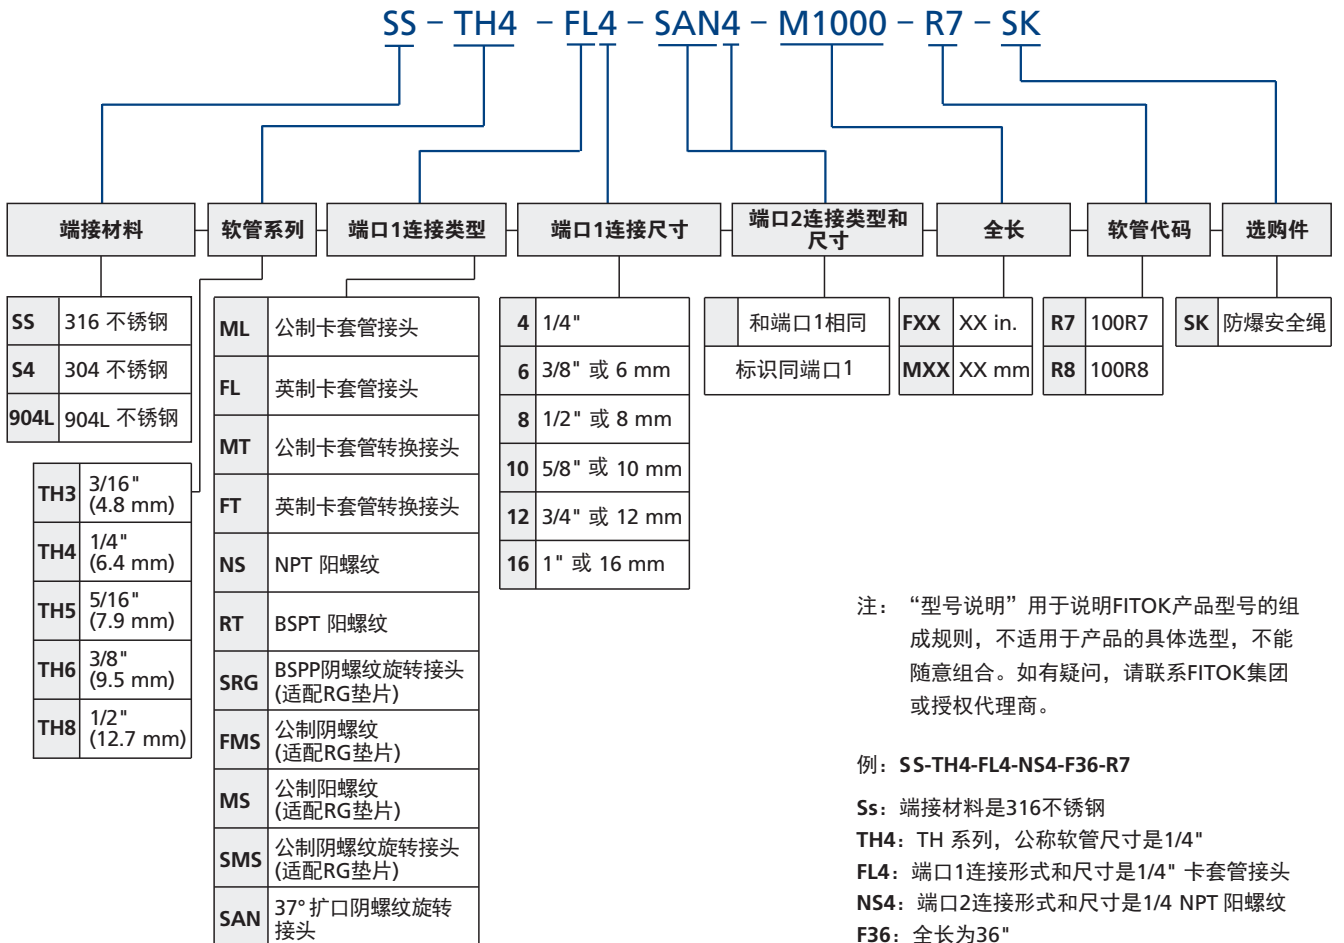 SS – TH4 – FL4 – SAN4 – M1000 – R7 – SK
端接材料
软管系列
端口1连接类型
端口1连接尺寸
端口2连接类型和
尺寸
全长
软管代码
选购件
SS 316 不锈钢
S4 304 不锈钢
904L 904L 不锈钢
TH3 3/16"
(4.8 mm)
TH4 1/4"
(6.4 mm)
TH5 5/16"
(7.9 mm)
TH6 3/8"
(9.5 mm)
TH8 1/2"
(12.7 mm)
ML 公制卡套管接头
FL 英制卡套管接头
MT 公制卡套管转换接头
FT 英制卡套管转换接头
NS NPT 阳螺纹
RT BSPT 阳螺纹
SRG BSPP阴螺纹旋转接头
(适配RG垫片)
FMS 公制阴螺纹
(适配RG垫片)
MS 公制阳螺纹
(适配RG垫片)
SMS 公制阴螺纹旋转接头
(适配RG垫片)
SAN 37° 扩口阴螺纹旋转
接头
4 1/4"
6 3/8" 或 6 mm
8 1/2" 或 8 mm
10 5/8" 或 10 mm
12 3/4" 或 12 mm
16 1" 或 16 mm
和端口1相同
标识同端口1
FXX XX in.
MXX XX mm
R7 100R7
R8 100R8
SK 防爆安全绳
注： “型号说明”用于说明FITOK产品型号的组
成规则，不适用于产品的具体选型，不能
随意组合。如有疑问，请联系FITOK集团
或授权代理商。
例：SS-TH4-FL4-NS4-F36-R7
Ss：端接材料是316不锈钢
TH4：TH 系列，公称软管尺寸是1/4"
FL4：端口1连接形式和尺寸是1/4" 卡套管接头
NS4：端口2连接形式和尺寸是1/4 NPT 阳螺纹
F36：全长为36"